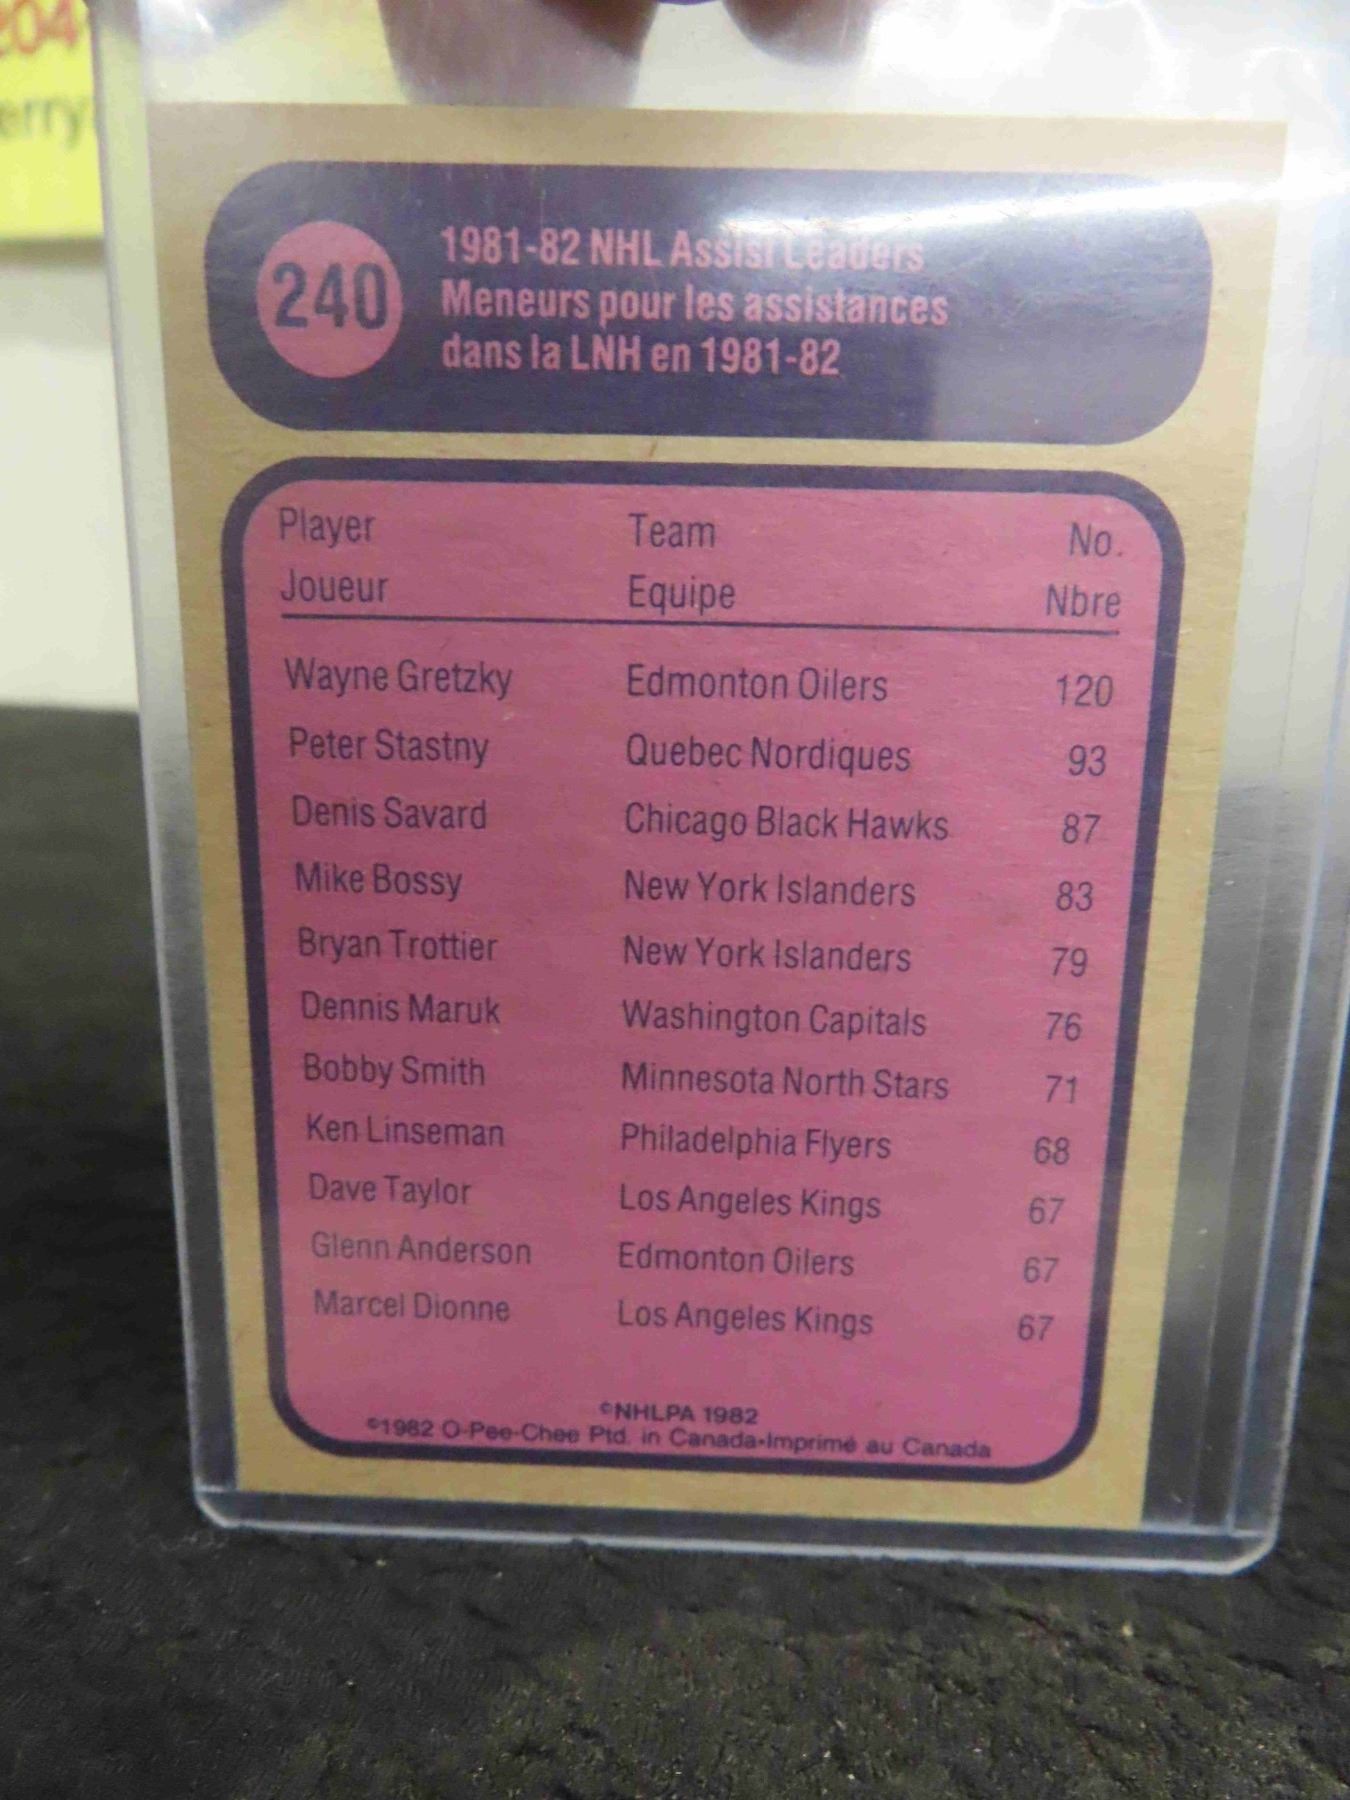 204
erry
240
1981-82 NHL Assist Leaders
Meneurs pour les assistances
dans la LNH en 1981-82
Player Team No.
Joueur Equipe Nbre
Wayne Gretzky Edmonton Oilers 120
Peter Stastny Quebec Nordiques 93
Denis Savard Chicago Black Hawks 87
Mike Bossy New York Islanders 83
Bryan Trottier New York Islanders 79
Dennis Maruk Washington Capitals 76
Bobby Smith Minnesota North Stars 71
Ken Linseman Philadelphia Flyers 68
Dave Taylor Los Angeles Kings 67
Glenn Anderson Edmonton Oilers 67
Marcel Dionne Los Angeles Kings 67
©NHLPA 1982
©1982 O-Pee-Chee Ptd. in Canada•Imprimé au Canada